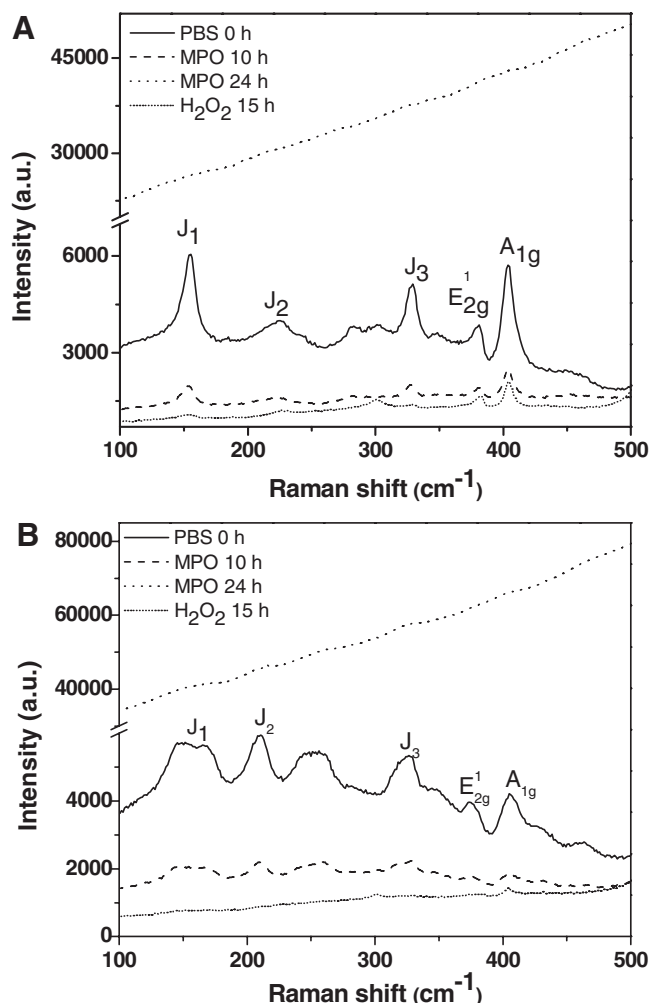 A
PBS 0 h
MPO 10 h
MPO 24 h
H₂O₂ 15 h
45000
30000
6000
3000
Intensity (a.u.)
J₁
J₂
J₃
E¹₂g
A₁g
100 200 300 400 500
Raman shift (cm⁻¹)
B
PBS 0 h
MPO 10 h
MPO 24 h
H₂O₂ 15 h
80000
60000
40000
4000
2000
0
Intensity (a.u.)
J₁
J₂
J₃
E¹₂g
A₁g
100 200 300 400 500
Raman shift (cm⁻¹)